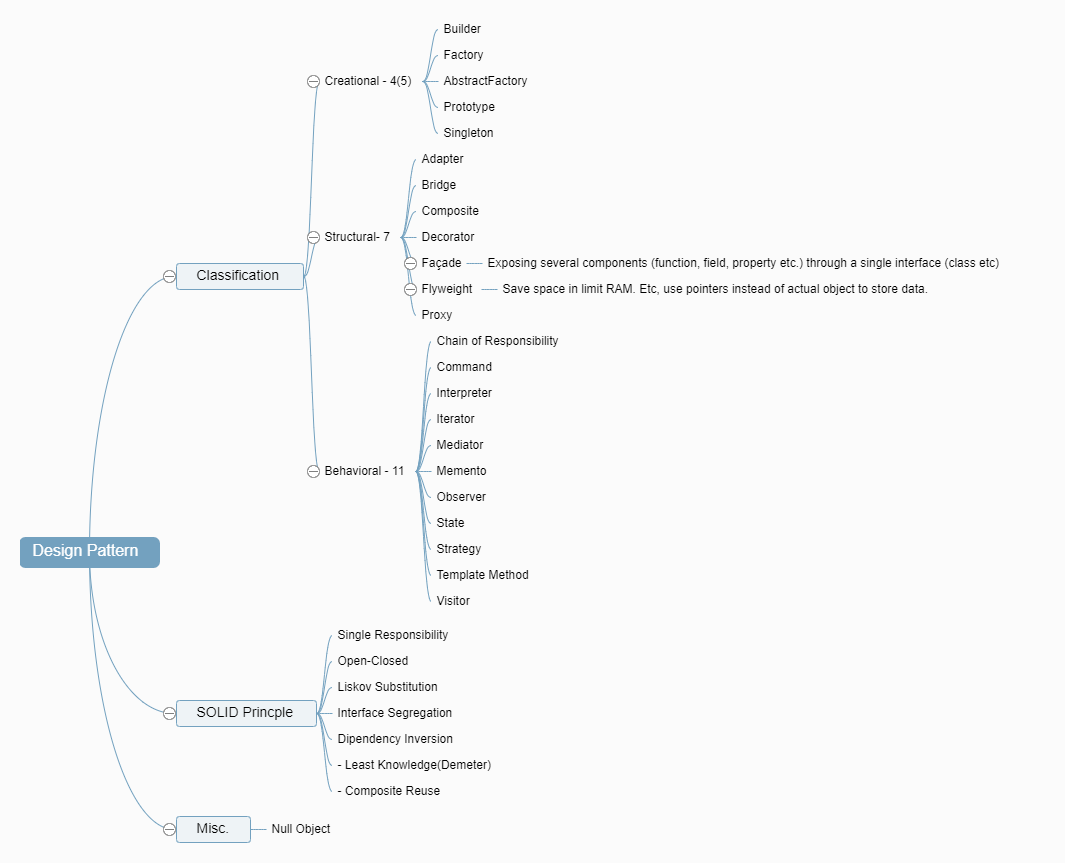 Design Pattern
Classification
Creational - 4(5)
Builder
Factory
AbstractFactory
Prototype
Singleton
Structural- 7
Adapter
Bridge
Composite
Decorator
Façade
Exposing several components (function, field, property etc.) through a single interface (class etc)
Flyweight
Save space in limit RAM. Etc, use pointers instead of actual object to store data.
Proxy
Behavioral - 11
Chain of Responsibility
Command
Interpreter
Iterator
Mediator
Memento
Observer
State
Strategy
Template Method
Visitor
SOLID Princple
Single Responsibility
Open-Closed
Liskov Substitution
Interface Segregation
Dipendency Inversion
- Least Knowledge(Demeter)
- Composite Reuse
Misc.
Null Object